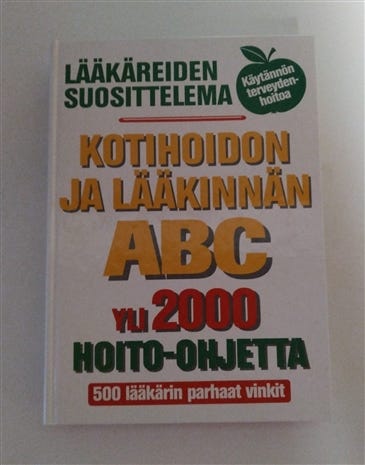 LÄÄKÄREIDEN
SUOSITTELEMA
Käytännön
terveyden-
hoitoa
KOTIHOIDON
JA LÄÄKINNÄN
ABC
YLI 2000
HOITO-OHJETTA
500 lääkärin parhaat vinkit